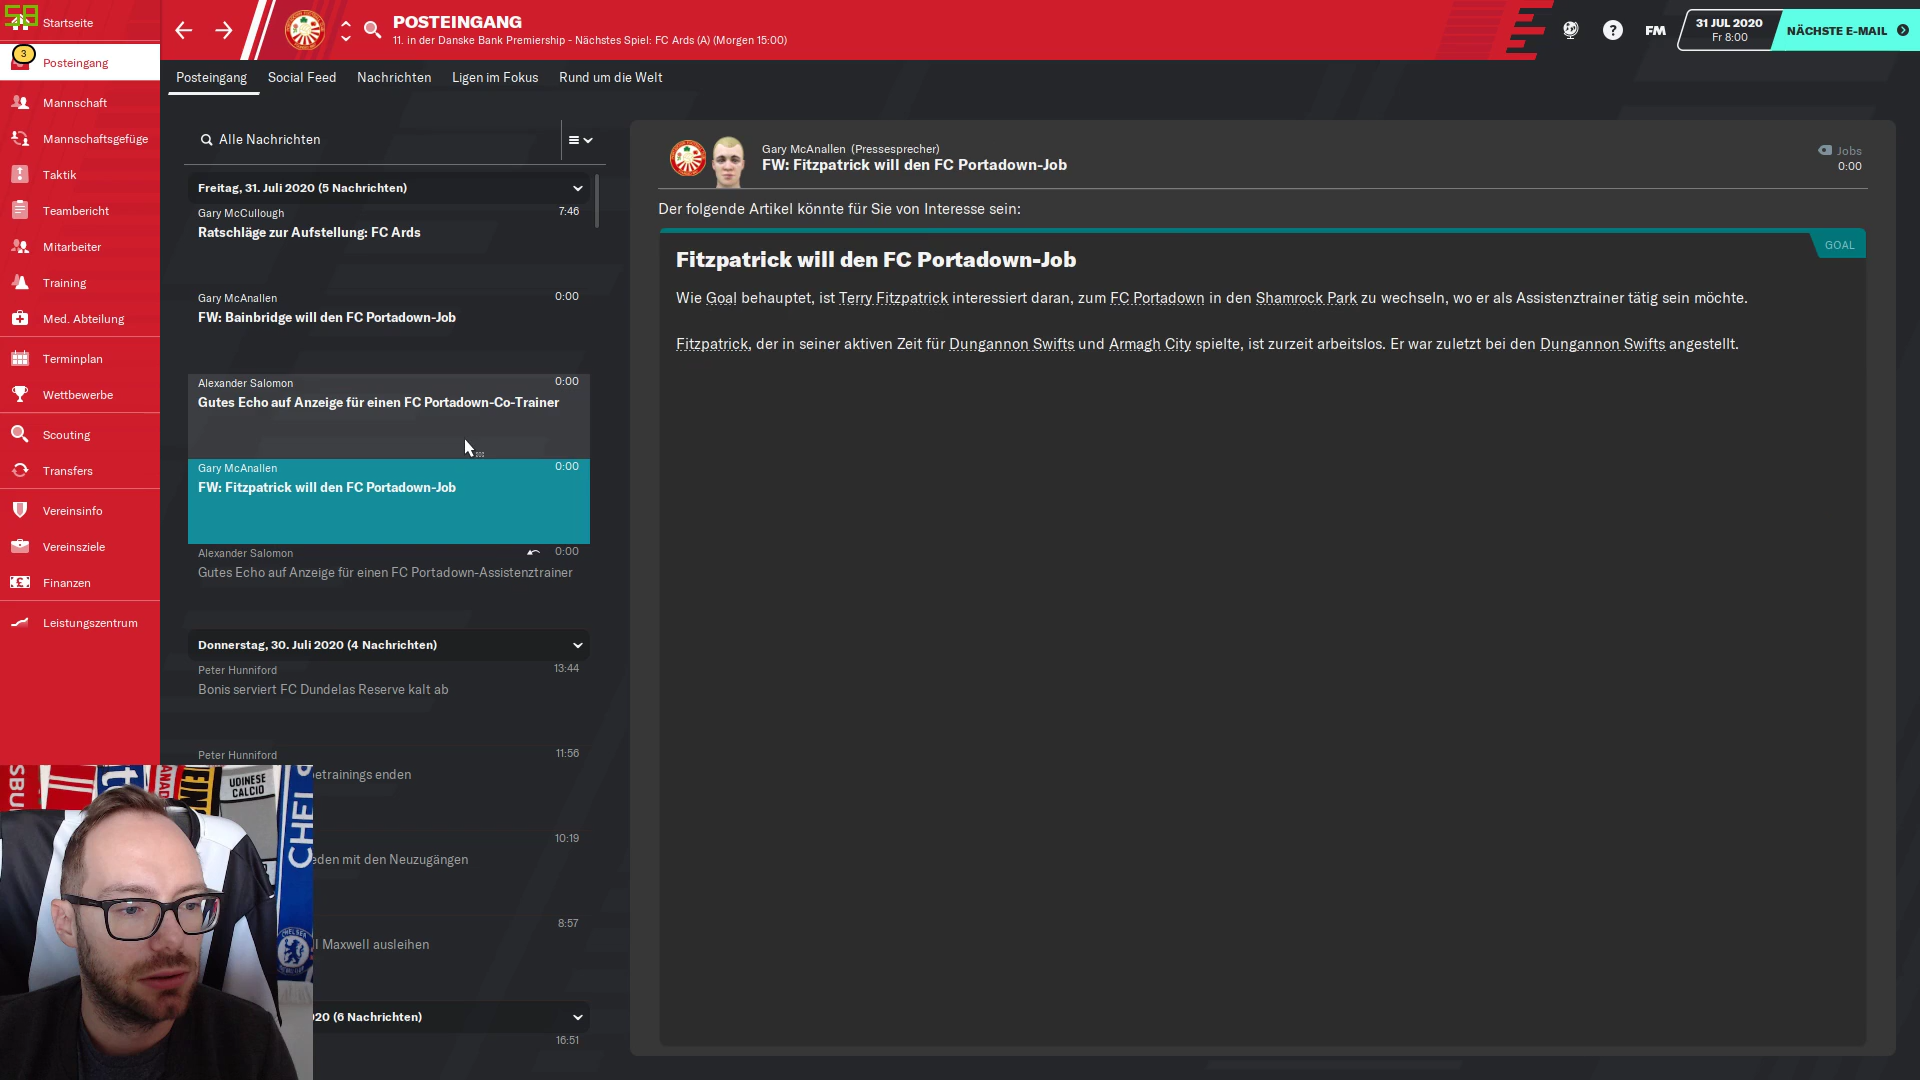 59
Startseite
3
Posteingang
Mannschaft
Mannschaftsgefüge
Taktik
Teambericht
Mitarbeiter
Training
Med. Abteilung
Terminplan
Wettbewerbe
Scouting
Transfers
Vereinsinfo
Vereinsziele
Finanzen
Leistungszentrum
POSTEINGANG
11. in der Danske Bank Premiership - Nächstes Spiel: FC Ards (A) (Morgen 15:00)
?
FM
31 JUL 2020
Fr 8:00
NÄCHSTE E-MAIL
Posteingang Social Feed Nachrichten Ligen im Fokus Rund um die Welt
Alle Nachrichten
Freitag, 31. Juli 2020 (5 Nachrichten)
Gary McCullough 7:46
Ratschläge zur Aufstellung: FC Ards
Gary McAnallen 0:00
FW: Bainbridge will den FC Portadown-Job
Alexander Salomon 0:00
Gutes Echo auf Anzeige für einen FC Portadown-Co-Trainer
Gary McAnallen 0:00
FW: Fitzpatrick will den FC Portadown-Job
Alexander Salomon 0:00
Gutes Echo auf Anzeige für einen FC Portadown-Assistenztrainer
Donnerstag, 30. Juli 2020 (4 Nachrichten)
Peter Hunniford 13:44
Bonis serviert FC Dundelas Reserve kalt ab
Peter Hunniford 11:56
etrainings enden
10:19
eden mit den Neuzugängen
8:57
l Maxwell ausleihen
20 (6 Nachrichten)
16:51
Gary McAnallen (Pressesprecher)
FW: Fitzpatrick will den FC Portadown-Job
Jobs
0:00
Der folgende Artikel könnte für Sie von Interesse sein:
GOAL
Fitzpatrick will den FC Portadown-Job
Wie Goal behauptet, ist Terry Fitzpatrick interessiert daran, zum FC Portadown in den Shamrock Park zu wechseln, wo er als Assistenztrainer tätig sein möchte.
Fitzpatrick, der in seiner aktiven Zeit für Dungannon Swifts und Armagh City spielte, ist zurzeit arbeitslos. Er war zuletzt bei den Dungannon Swifts angestellt.
SBU
UDINESE
CALCIO
CHEL